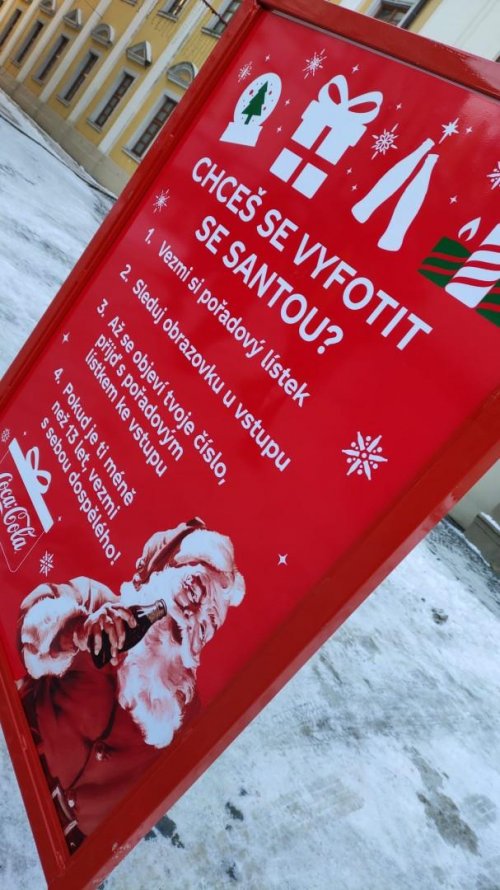 CHCEŠ SE VYFOTIT
SE SANTOU?
1. Vezmi si pořadový lístek
2. Sleduj obrazovku u vstupu
3. Až se objeví tvoje číslo,
přijď s pořadovým
lístkem ke vstupu
4. Pokud je ti méně
než 13 let, vezmi
s sebou dospělého!
Coca-Cola